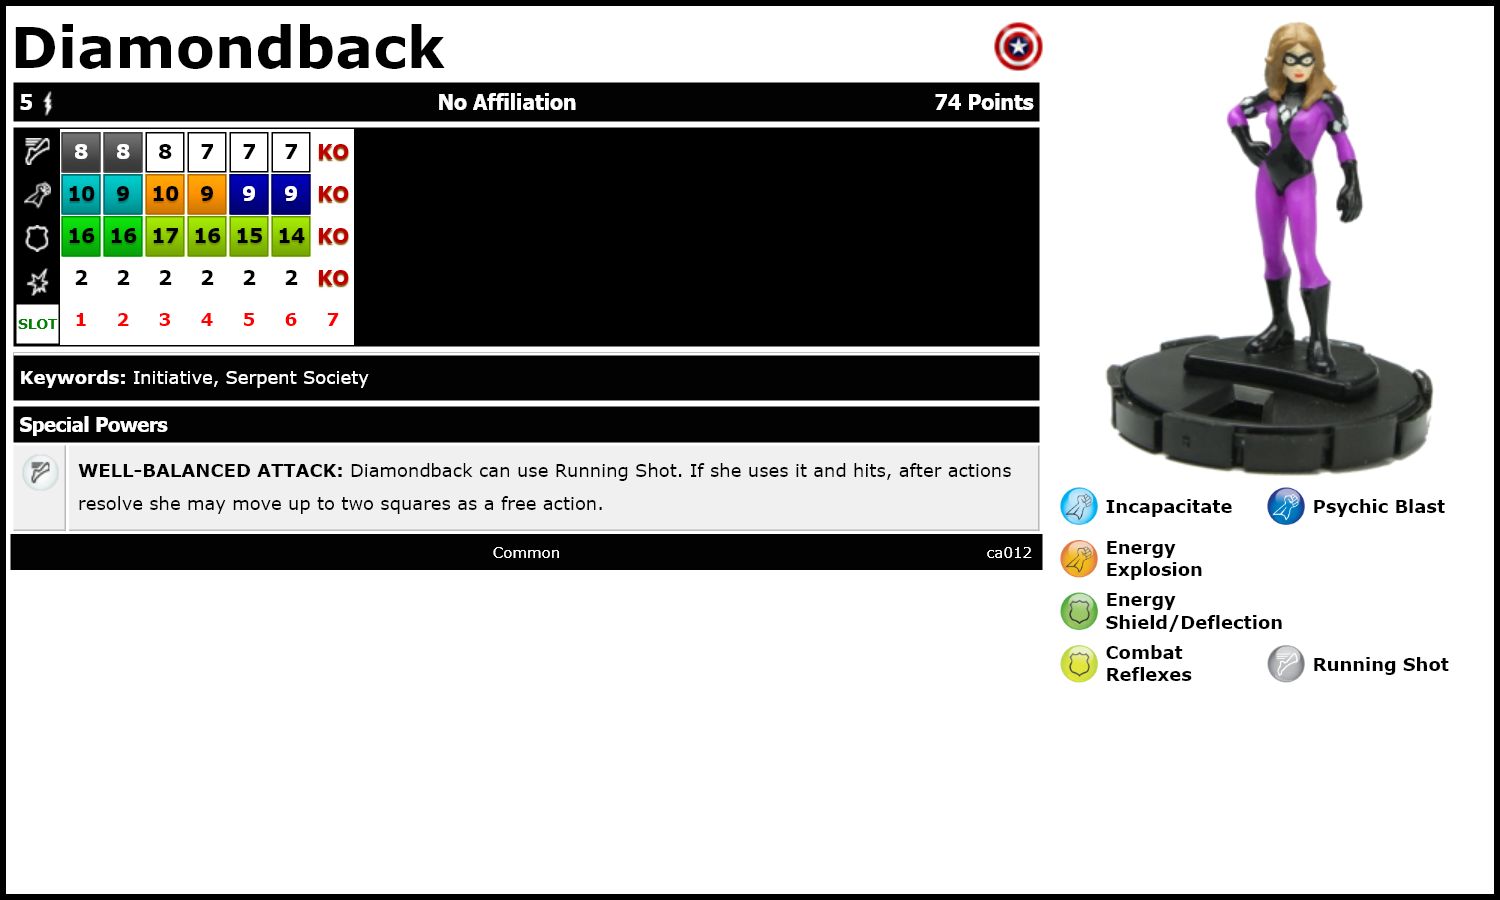 Diamondback
5 No Affiliation 74 Points
8 8 8 7 7 7 KO
10 9 10 9 9 9 KO
16 16 17 16 15 14 KO
2 2 2 2 2 2 KO
SLOT 1 2 3 4 5 6 7
Keywords: Initiative, Serpent Society
Special Powers
WELL-BALANCED ATTACK: Diamondback can use Running Shot. If she uses it and hits, after actions
resolve she may move up to two squares as a free action.
Common ca012
Incapacitate Psychic Blast
Energy
Explosion
Energy
Shield/Deflection
Combat
Reflexes
Running Shot